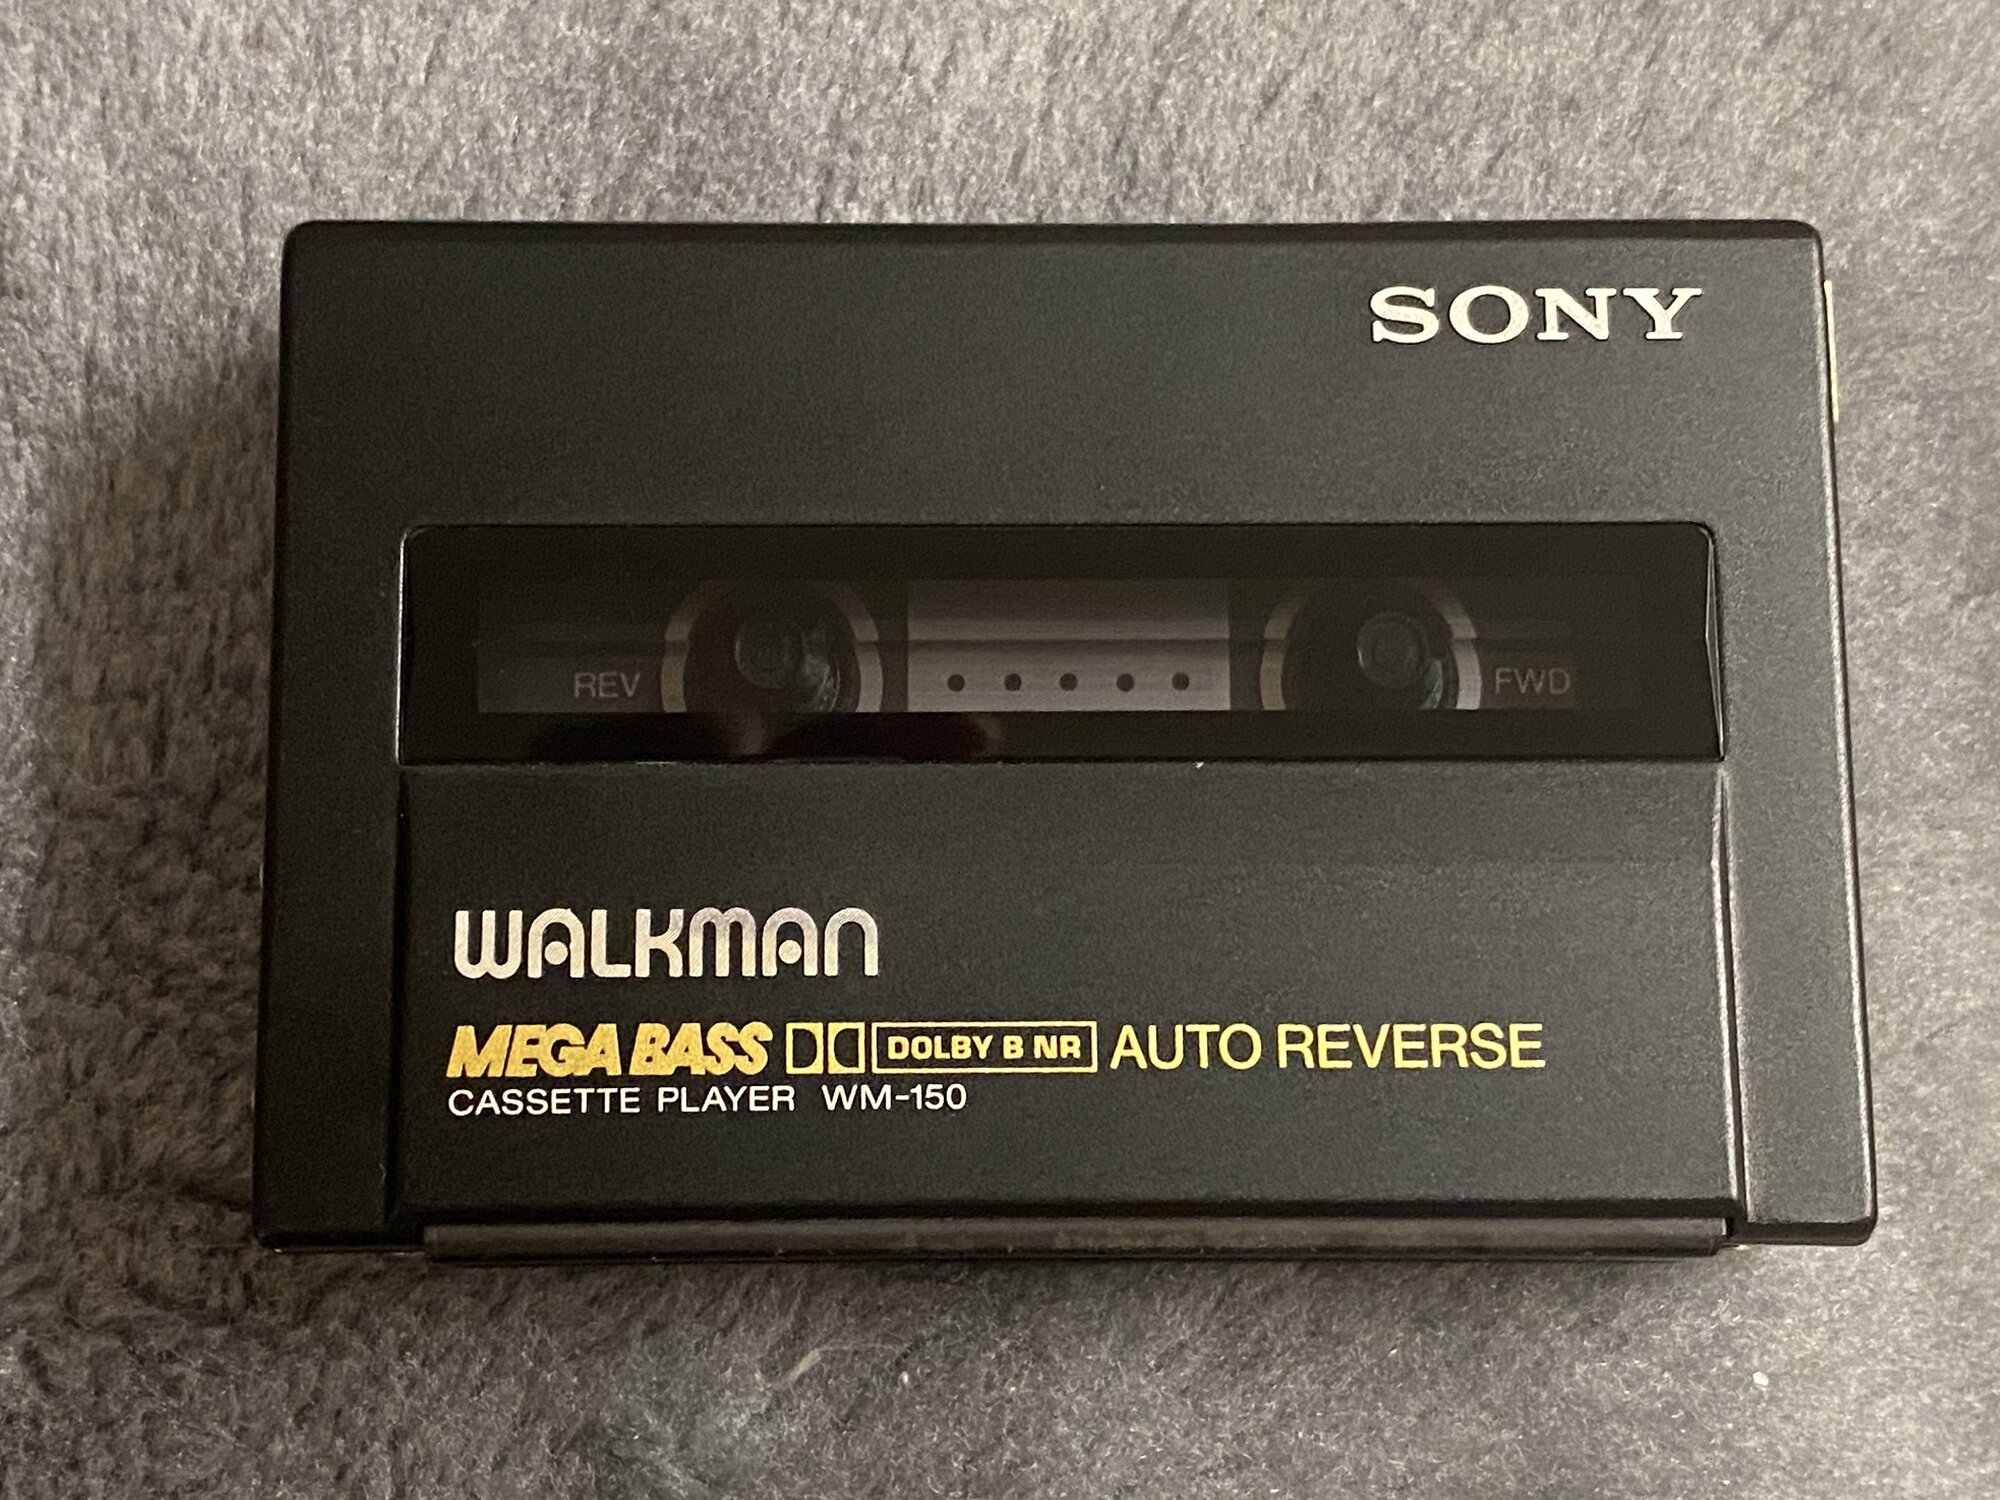 SONY
REV FWD
WALKMAN
MEGA BASS DOLBY B NR AUTO REVERSE
CASSETTE PLAYER WM-150